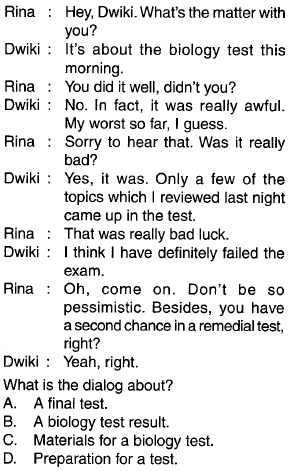 Rina : Hey, Dwiki. What's the matter with
you?
Dwiki : It's about the biology test this
morning.
Rina : You did it well, didn't you?
Dwiki : No. In fact, it was really awful.
My worst so far, I guess.
Rina : Sorry to hear that. Was it really
bad?
Dwiki : Yes, it was. Only a few of the
topics which I reviewed last night
came up in the test.
Rina : That was really bad luck.
Dwiki : I think I have definitely failed the
exam.
Rina : Oh, come on. Don't be so
pessimistic. Besides, you have
a second chance in a remedial test,
right?
Dwiki : Yeah, right.
What is the dialog about?
A. A final test.
B. A biology test result.
C. Materials for a biology test.
D. Preparation for a test.